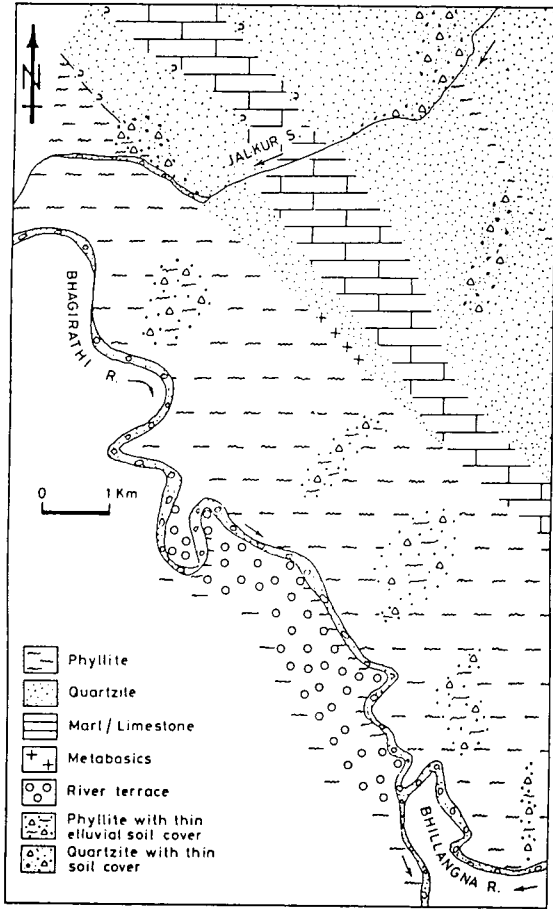 N
JALKUR S.
BHAGIRATHI
R.
0 1 Km
Phyllite
Quartzite
Marl / Limestone
Metabasics
River terrace
Phyllite with thin
elluvial soil cover
Quartzite with thin
soil cover
BHILLANGNA R.